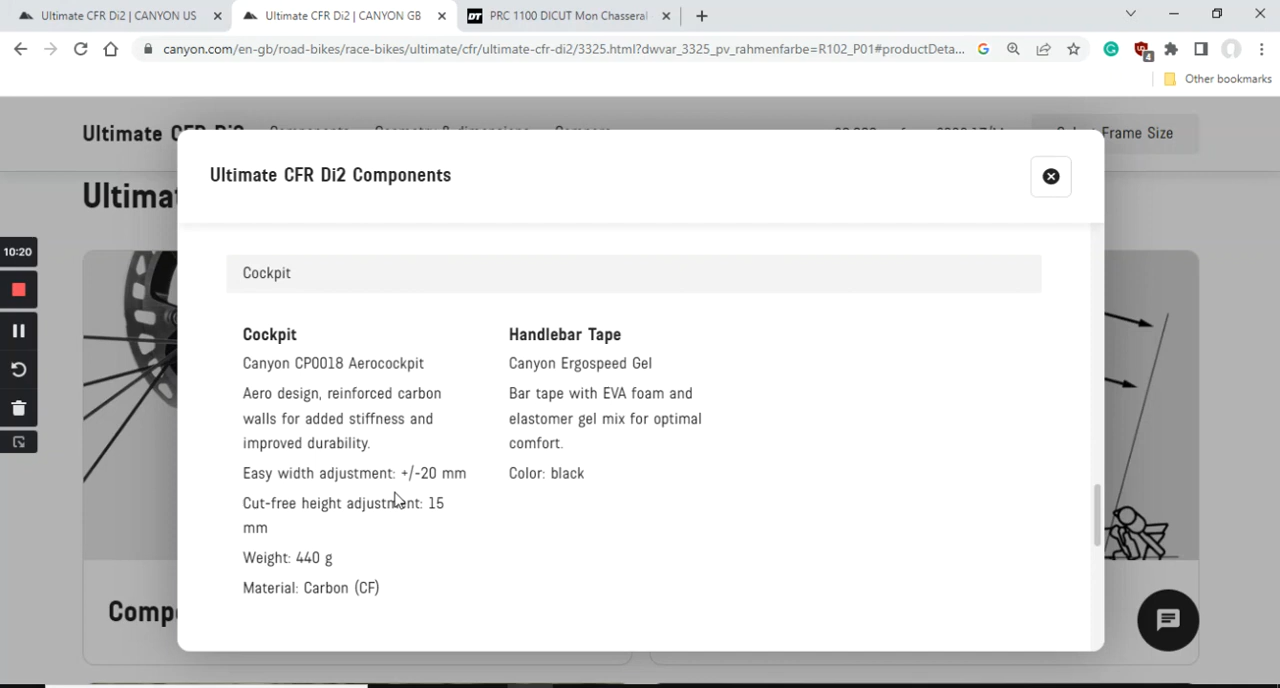 Ultimate CFR Di2 | CANYON US
Ultimate CFR Di2 | CANYON GB
PRC 1100 DICUT Mon Chasseral
canyon.com/en-gb/road-bikes/race-bikes/ultimate/cfr/ultimate-cfr-di2/3325.html?dwvar_3325_pv_rahmenfarbe=R102_P01#productDeta...
4
Other bookmarks
Ultimate CFR Di2
Frame Size
Ultimate CFR Di2 Components
Ultima
10:20
Cockpit
Cockpit
Canyon CP0018 Aerocockpit
Aero design, reinforced carbon
walls for added stiffness and
improved durability.
Easy width adjustment: +/-20 mm
Cut-free height adjustment: 15
mm
Weight: 440 g
Material: Carbon (CF)
Handlebar Tape
Canyon Ergospeed Gel
Bar tape with EVA foam and
elastomer gel mix for optimal
comfort.
Color: black
Compo